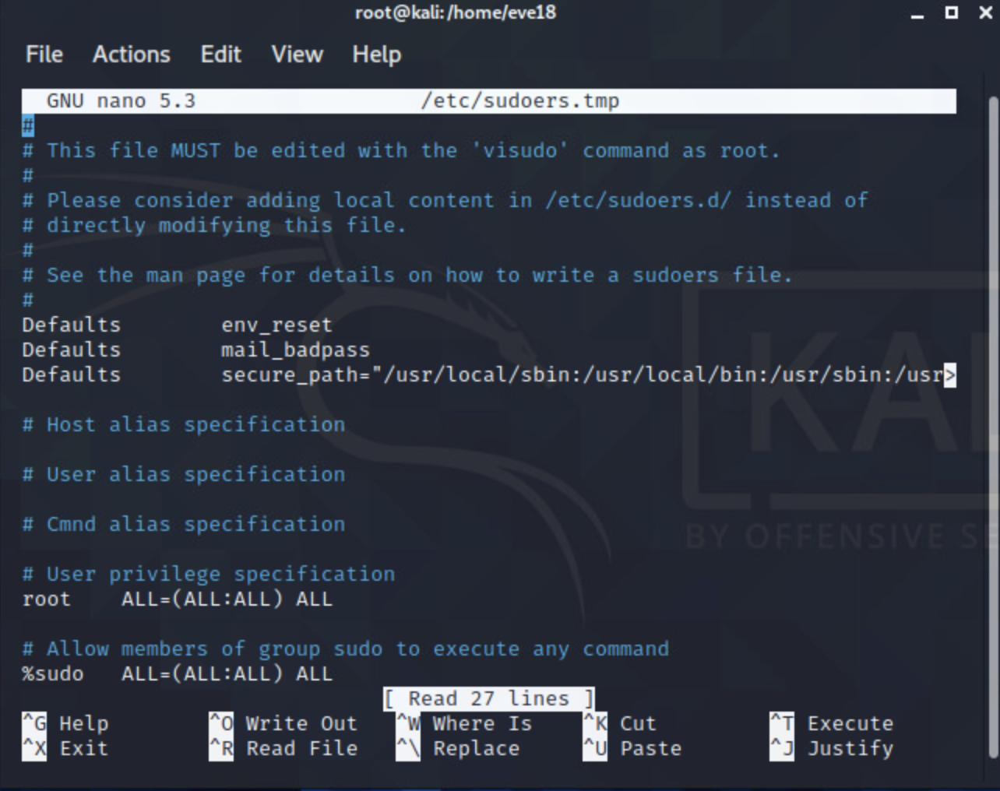 root@kali: /home/eve18
File Actions Edit View Help
GNU nano 5.3 /etc/sudoers.tmp
#
# This file MUST be edited with the 'visudo' command as root.
#
# Please consider adding local content in /etc/sudoers.d/ instead of
# directly modifying this file.
#
# See the man page for details on how to write a sudoers file.
#
Defaults env_reset
Defaults mail_badpass
Defaults secure_path="/usr/local/sbin:/usr/local/bin:/usr/sbin:/usr>
# Host alias specification
# User alias specification
# Cmnd alias specification
KAL
BY OFFENSIVE SE
# User privilege specification
root ALL=(ALL:ALL) ALL
# Allow members of group sudo to execute any command
%sudo ALL=(ALL:ALL) ALL
[ Read 27 lines ]
^G Help ^O Write Out ^W Where Is ^K Cut ^T Execute
^X Exit ^R Read File ^\ Replace ^U Paste ^J Justify